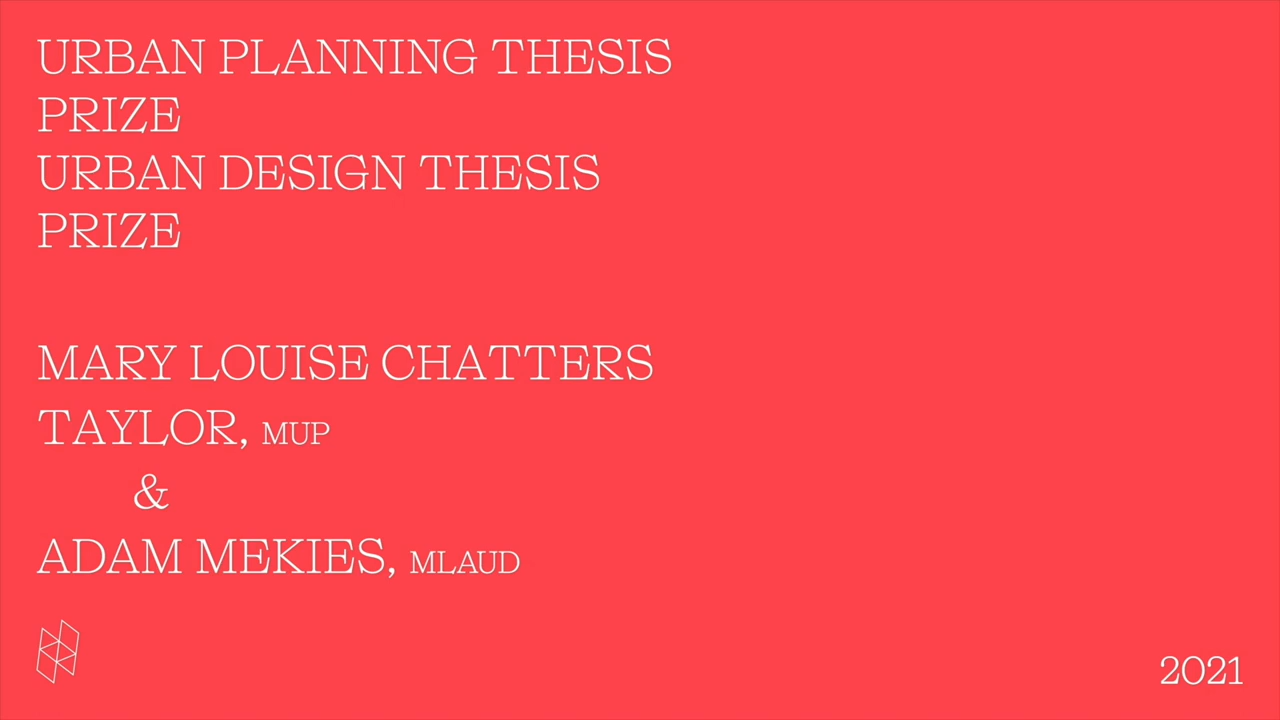 URBAN PLANNING THESIS
PRIZE
URBAN DESIGN THESIS
PRIZE
MARY LOUISE CHATTERS
TAYLOR, MUP
&
ADAM MEKIES, MLAUD
2021